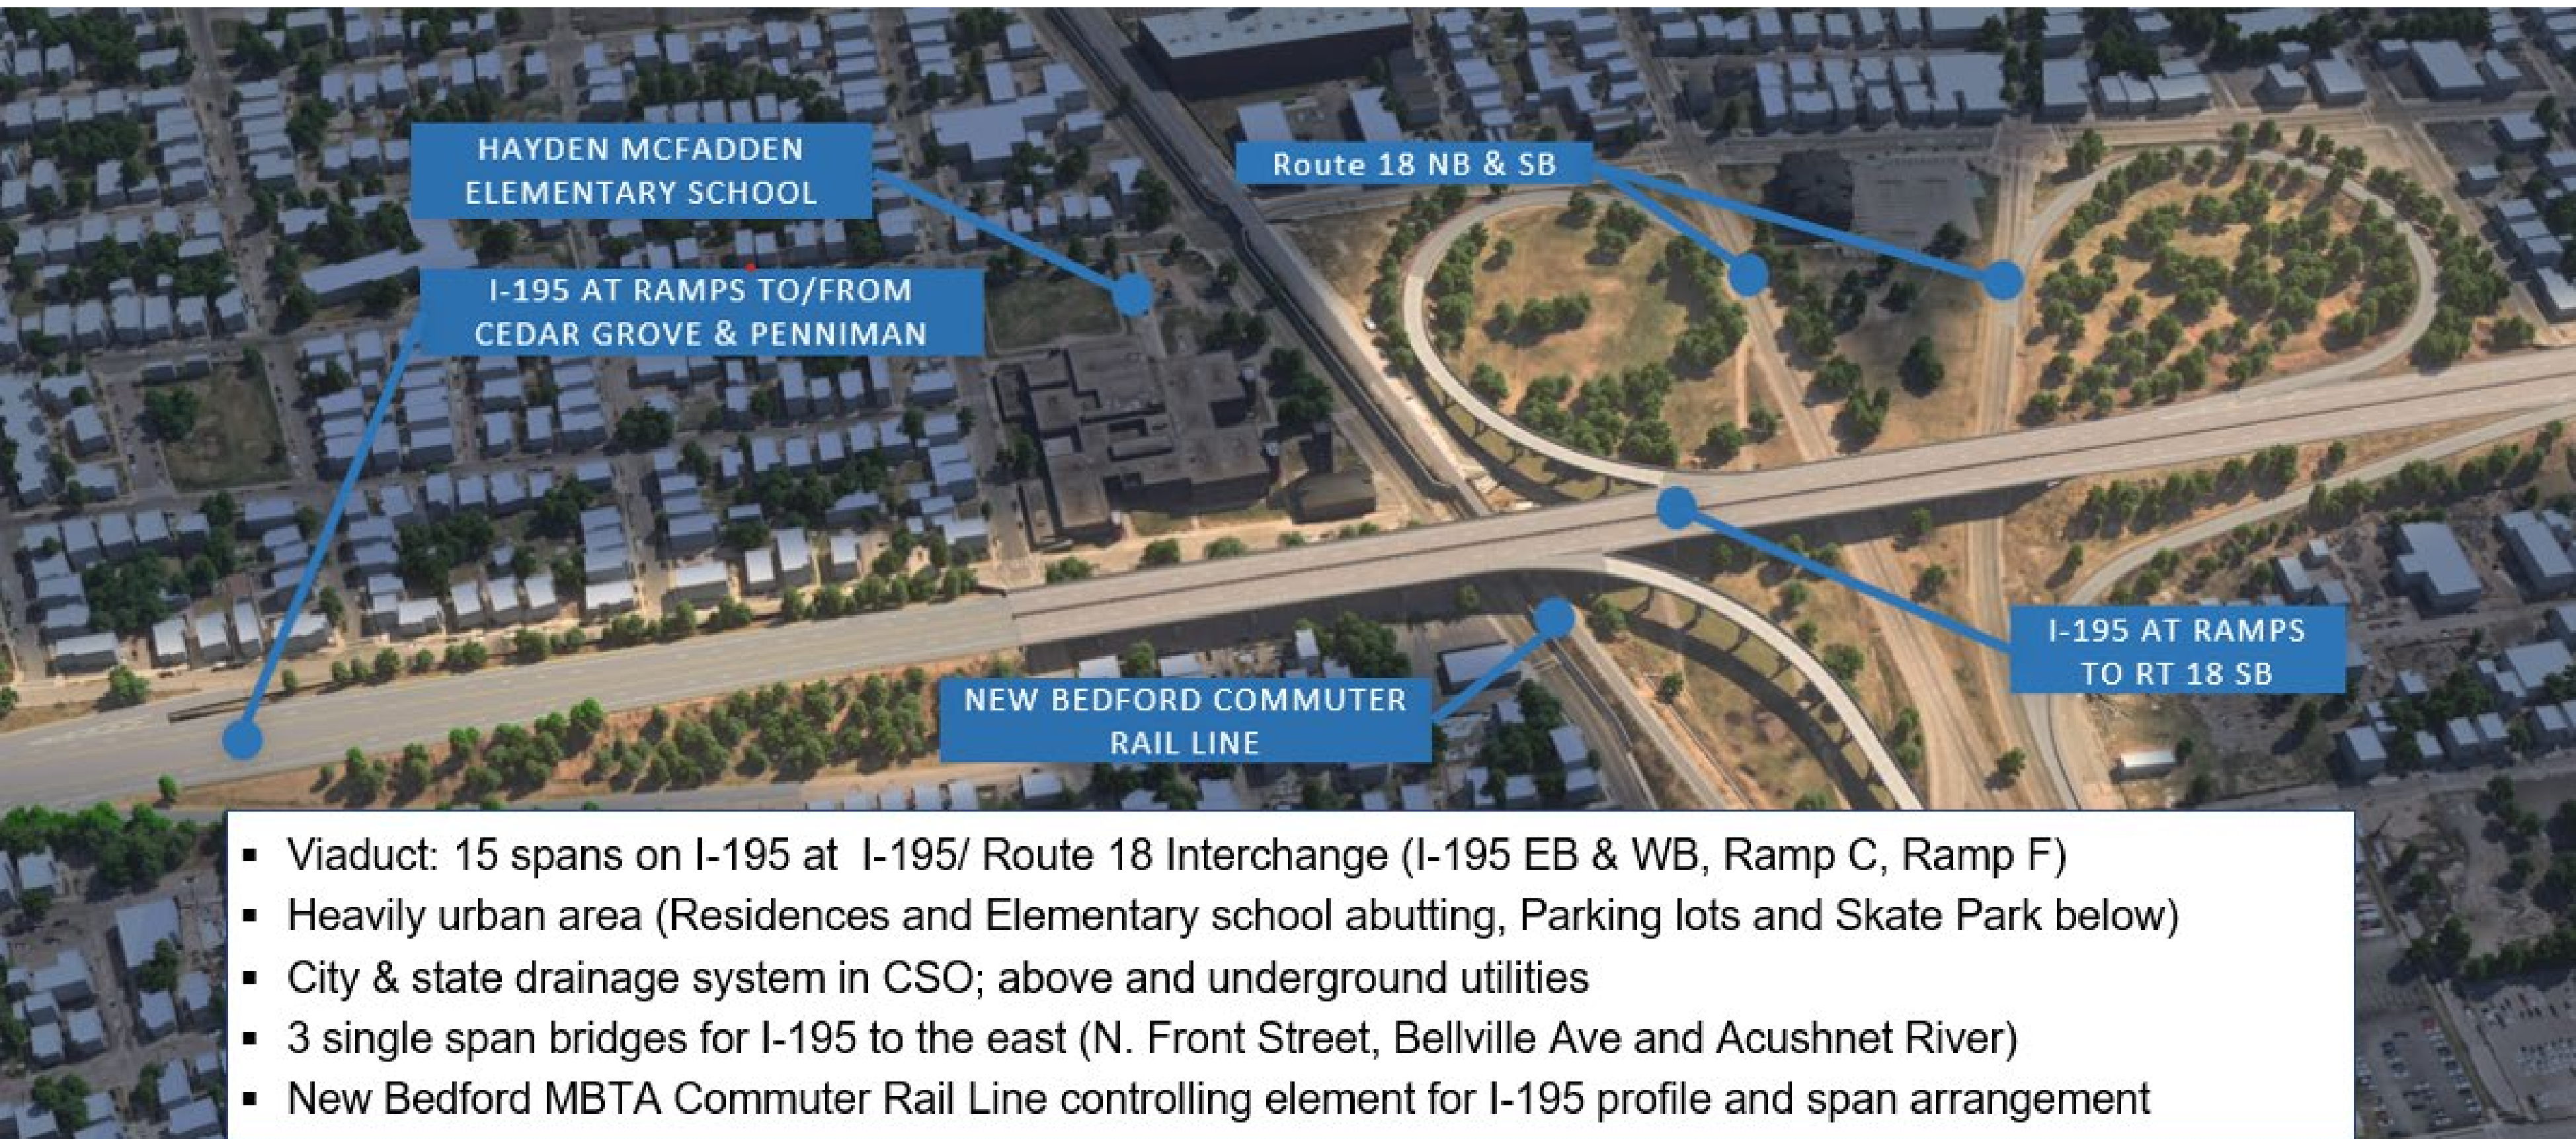 HAYDEN MCFADDEN
ELEMENTARY SCHOOL
Route 18 NB & SB
I-195 AT RAMPS TO/FROM
CEDAR GROVE & PENNIMAN
I-195 AT RAMPS
TO RT 18 SB
NEW BEDFORD COMMUTER
RAIL LINE
▪ Viaduct: 15 spans on I-195 at  I-195/ Route 18 Interchange (I-195 EB & WB, Ramp C, Ramp F)
▪ Heavily urban area (Residences and Elementary school abutting, Parking lots and Skate Park below)
▪ City & state drainage system in CSO; above and underground utilities
▪ 3 single span bridges for I-195 to the east (N. Front Street, Bellville Ave and Acushnet River)
▪ New Bedford MBTA Commuter Rail Line controlling element for I-195 profile and span arrangement